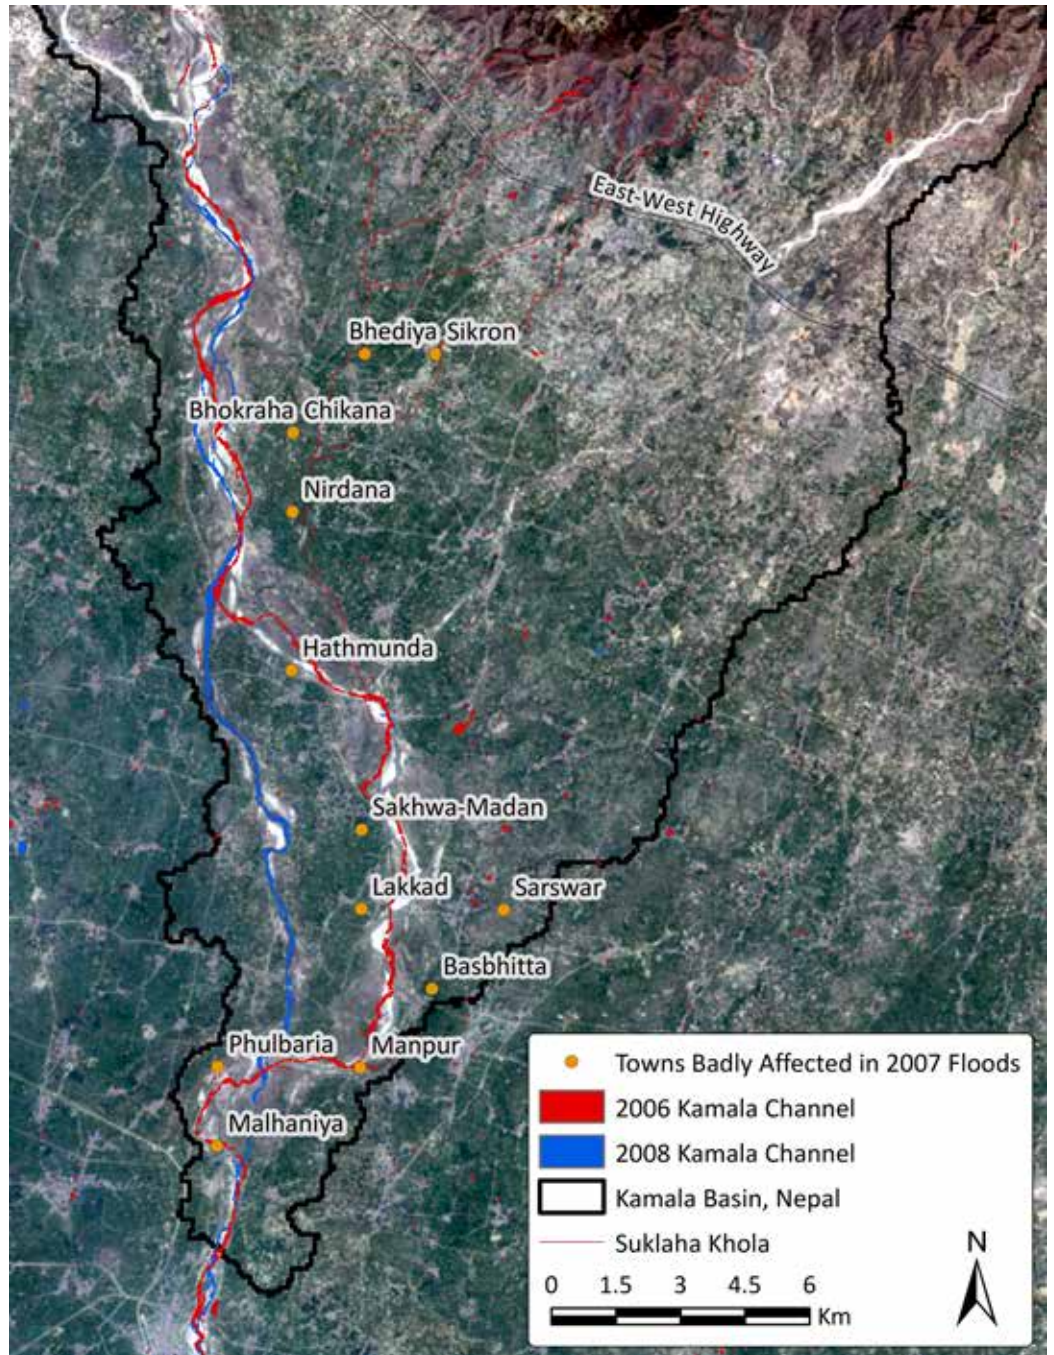 East-West Highway
Bhediya Sikron
Bhokraha Chikana
Nirdana
Hathmunda
Sakhwa-Madan
Lakkad
Sarswar
Basbhitta
Phulbaria
Manpur
Malhaniya
Towns Badly Affected in 2007 Floods
2006 Kamala Channel
2008 Kamala Channel
Kamala Basin, Nepal
Suklaha Khola
N
0 1.5 3 4.5 6
Km